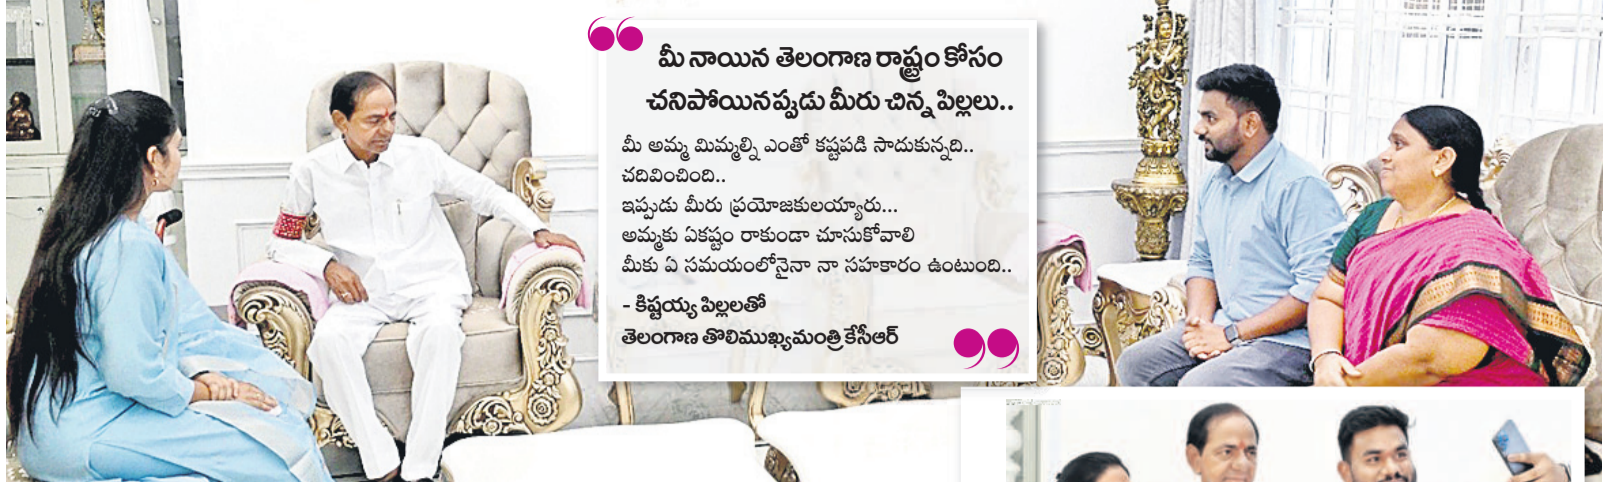 మీ నాయిన తెలంగాణ రాష్ట్రం కోసం
చనిపోయినప్పుడు మీరు చిన్న పిల్లలు..
మీ అమ్మ మిమ్మల్ని ఎంతో కష్టపడి సాదుకున్నది..
చదివించింది..
ఇప్పుడు మీరు ప్రయోజకులయ్యారు...
అమ్మకు ఏకష్టం రాకుండా చూసుకోవాలి
మీకు ఏ సమయంలోనైనా నా సహకారం ఉంటుంది..
- కిష్టయ్య పిల్లలతో
తెలంగాణ తొలిముఖ్యమంత్రి కేసీఆర్